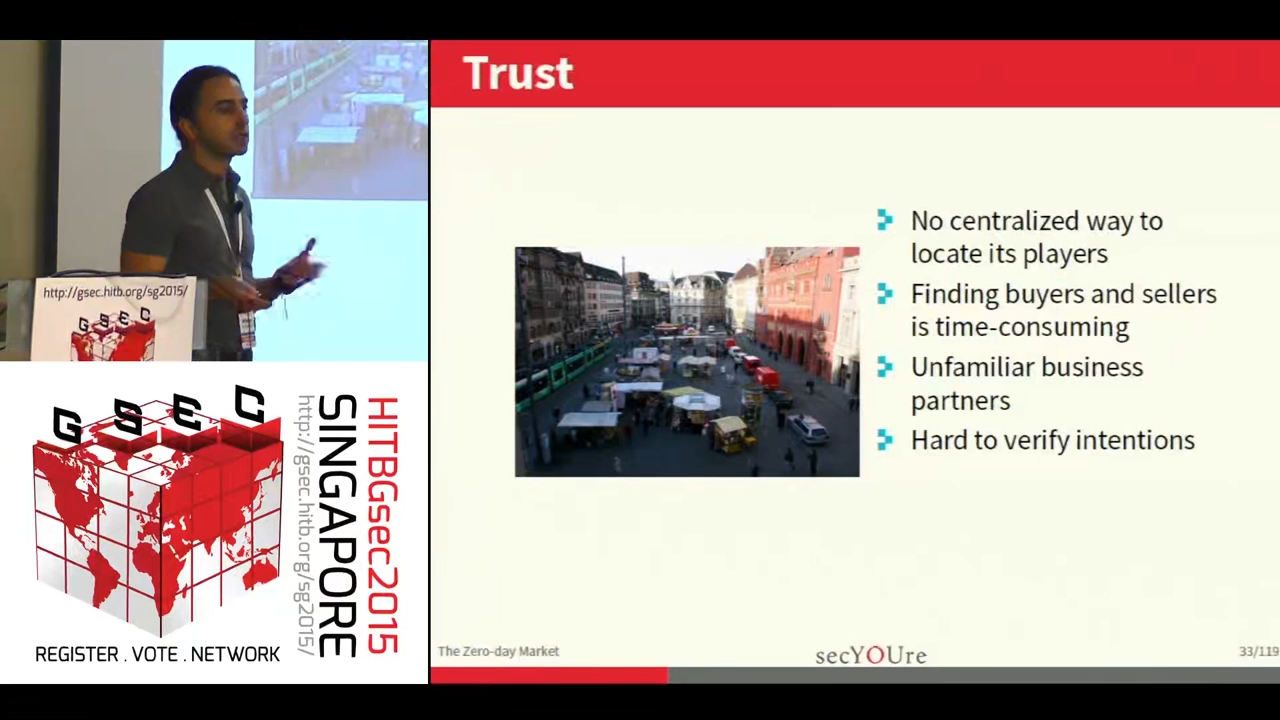 http://gsec.hitb.org/sg2015/
GSEC
GSEC
REGISTER . VOTE . NETWORK
http://gsec.hitb.org/sg2015/
SINGAPORE
HITBGsec2015
Trust
No centralized way to
locate its players
Finding buyers and sellers
is time-consuming
Unfamiliar business
partners
Hard to verify intentions
The Zero-day Market
secYOUre
33/119